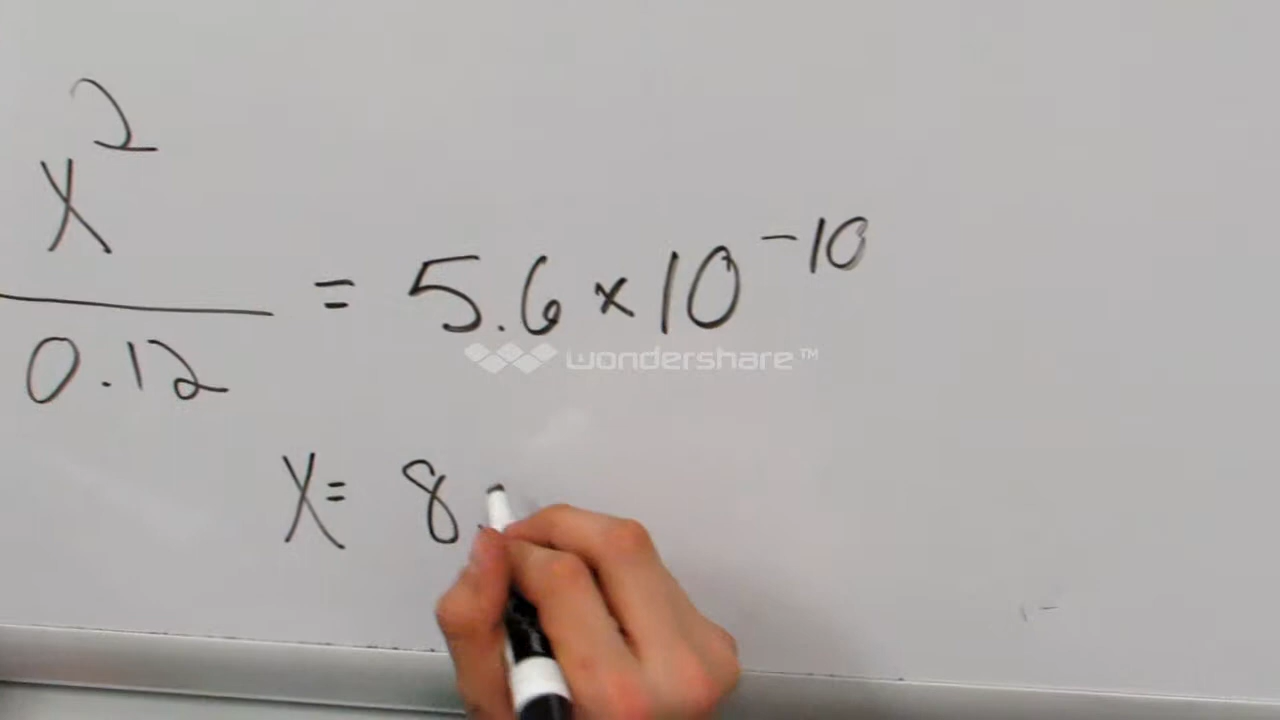 x²
/ 0.12 = 5.6 x 10⁻¹⁰
wondershare™
x = 8.